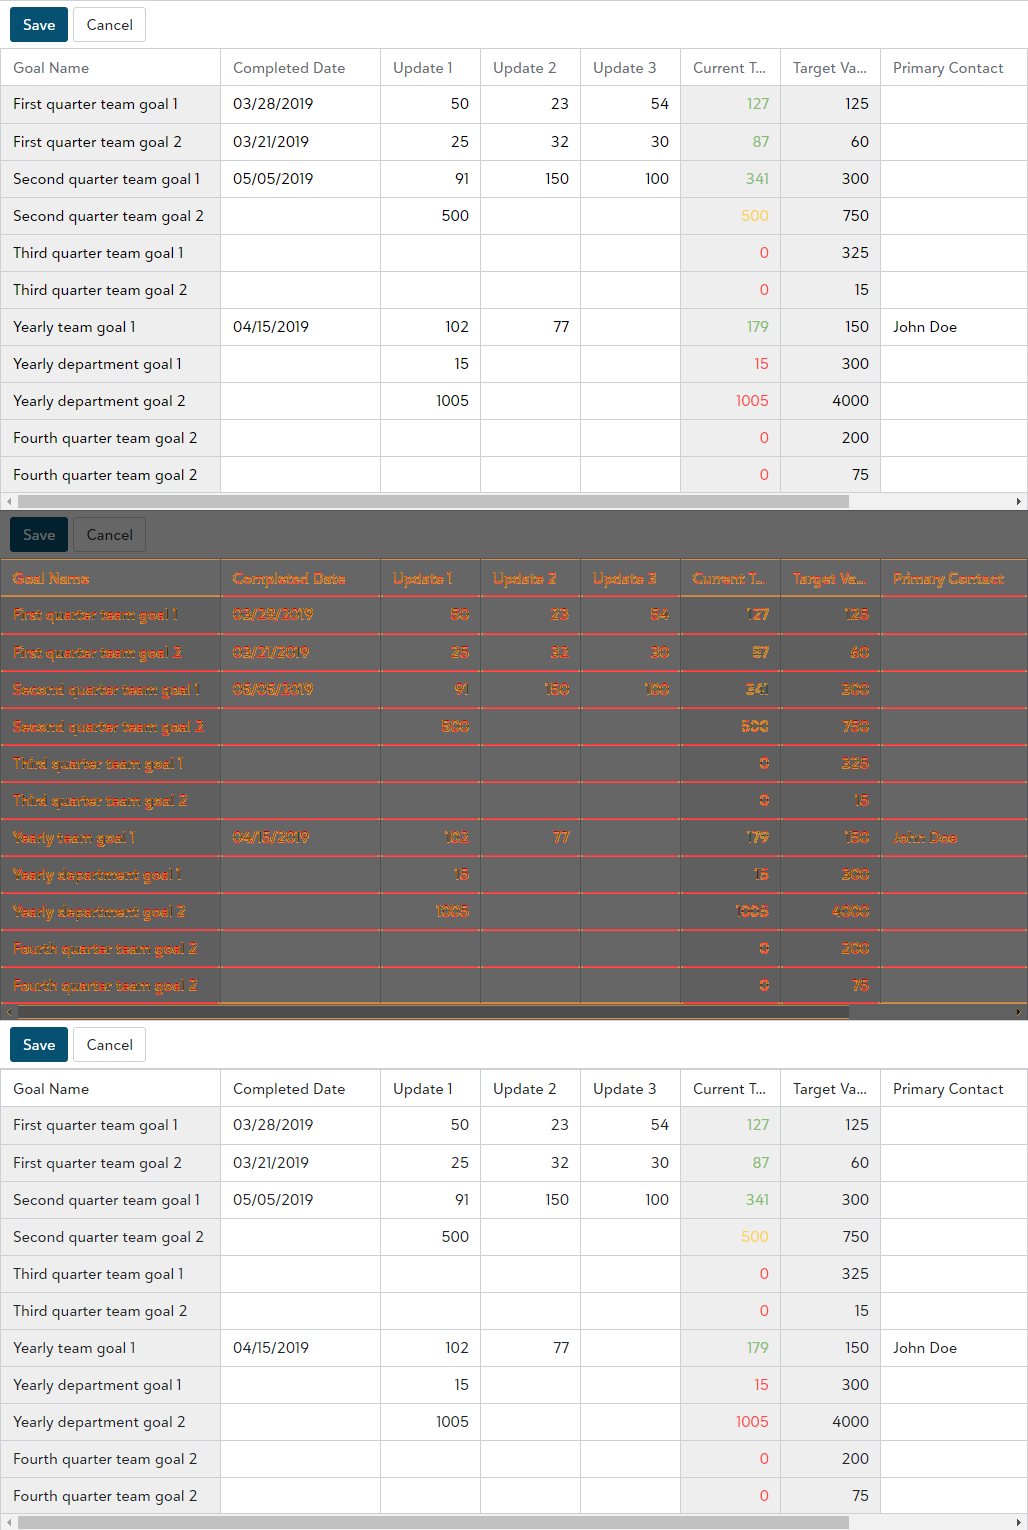 Save Cancel
Goal Name Completed Date Update 1 Update 2 Update 3 Current T... Target Va... Primary Contact
First quarter team goal 1 03/28/2019 50 23 54 127 125
First quarter team goal 2 03/21/2019 25 32 30 87 60
Second quarter team goal 1 05/05/2019 91 150 100 341 300
Second quarter team goal 2 500 500 750
Third quarter team goal 1 0 325
Third quarter team goal 2 0 15
Yearly team goal 1 04/15/2019 102 77 179 150 John Doe
Yearly department goal 1 15 15 300
Yearly department goal 2 1005 1005 4000
Fourth quarter team goal 2 0 200
Fourth quarter team goal 2 0 75
Save Cancel
Goal Name Completed Date Update 1 Update 2 Update 3 Current T... Target Va... Primary Contact
First quarter team goal 1 03/28/2019 50 23 54 127 125
First quarter team goal 2 03/21/2019 25 32 30 87 60
Second quarter team goal 1 05/05/2019 91 150 100 341 300
Second quarter team goal 2 500 500 750
Third quarter team goal 1 0 325
Third quarter team goal 2 0 15
Yearly team goal 1 04/15/2019 102 77 179 150 John Doe
Yearly department goal 1 15 15 300
Yearly department goal 2 1005 1005 4000
Fourth quarter team goal 2 0 200
Fourth quarter team goal 2 0 75
Save Cancel
Goal Name Completed Date Update 1 Update 2 Update 3 Current T... Target Va... Primary Contact
First quarter team goal 1 03/28/2019 50 23 54 127 125
First quarter team goal 2 03/21/2019 25 32 30 87 60
Second quarter team goal 1 05/05/2019 91 150 100 341 300
Second quarter team goal 2 500 500 750
Third quarter team goal 1 0 325
Third quarter team goal 2 0 15
Yearly team goal 1 04/15/2019 102 77 179 150 John Doe
Yearly department goal 1 15 15 300
Yearly department goal 2 1005 1005 4000
Fourth quarter team goal 2 0 200
Fourth quarter team goal 2 0 75